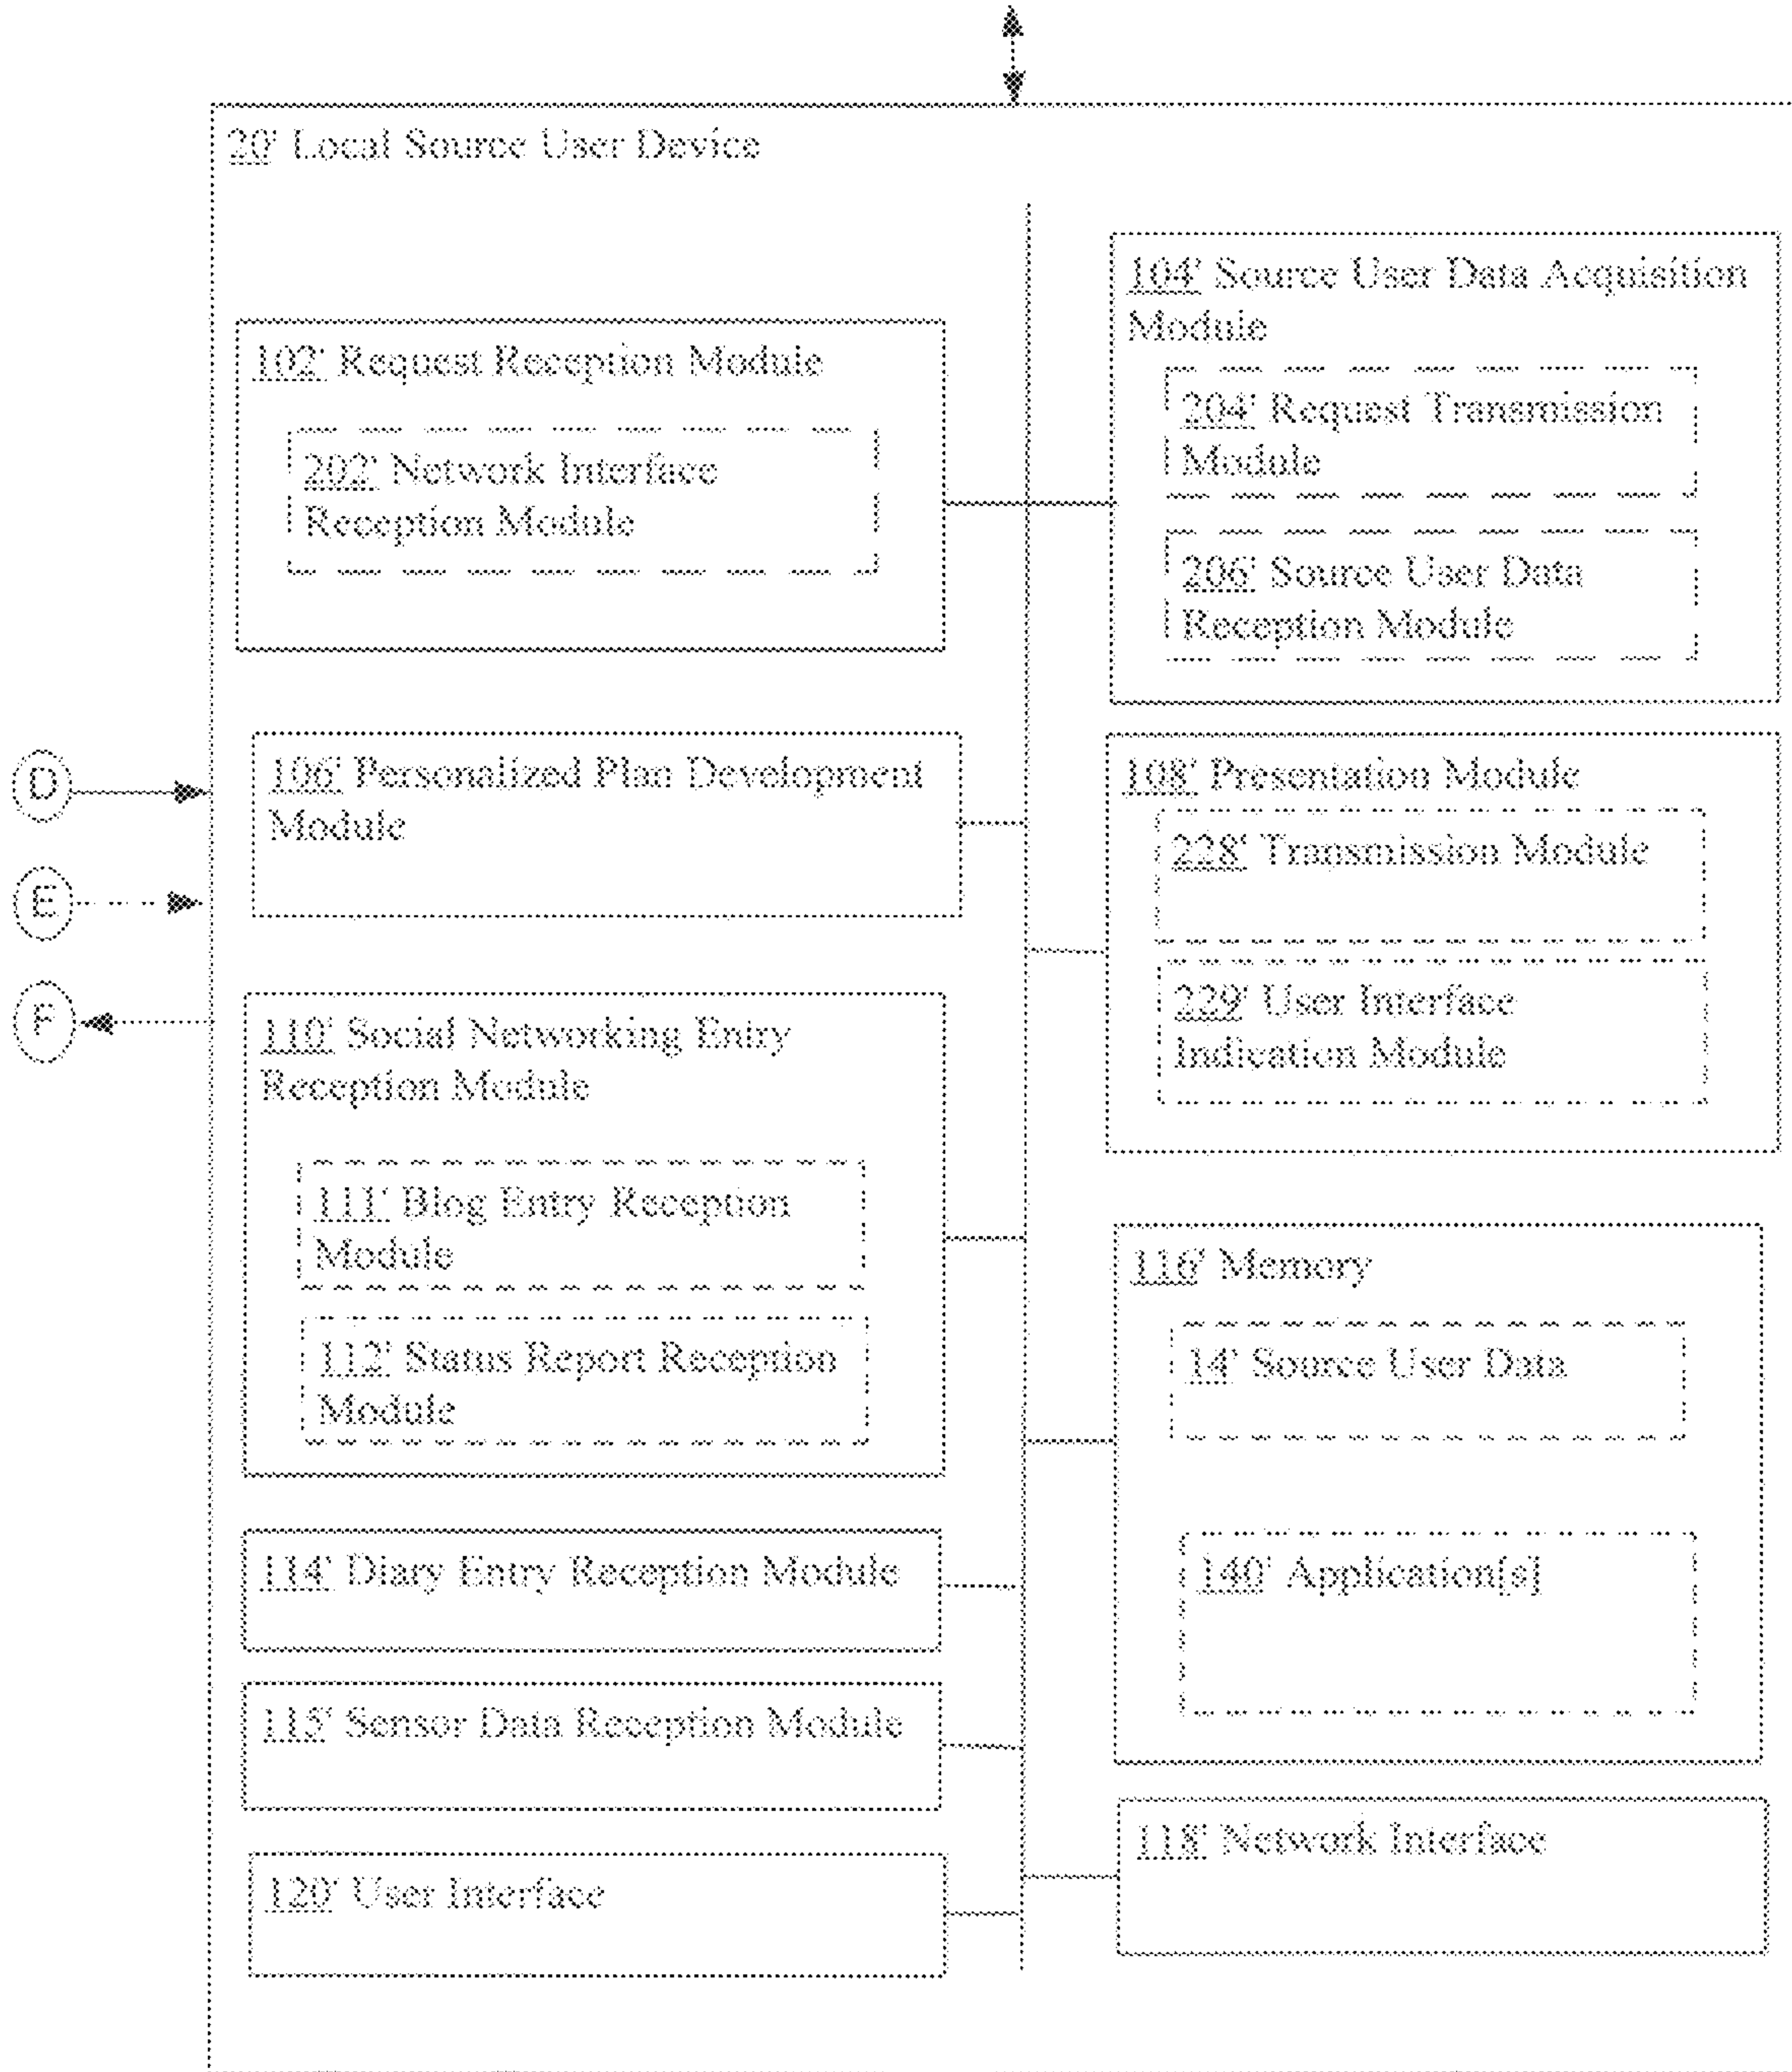 20' Local Source User Device
102' Request Reception Module
202' Network Interface
Reception Module
104' Source User Data Acquisition
Module
204' Request Transmission
Module
206' Source User Data
Reception Module
D
E
F
106' Personalized Plan Development
Module
108' Presentation Module
228' Transmission Module
229' User Interface
Indication Module
110' Social Networking Entry
Reception Module
111' Blog Entry Reception
Module
112' Status Report Reception
Module
116' Memory
14' Source User Data
140' Application[s]
114' Diary Entry Reception Module
115' Sensor Data Reception Module
118' Network Interface
120' User Interface